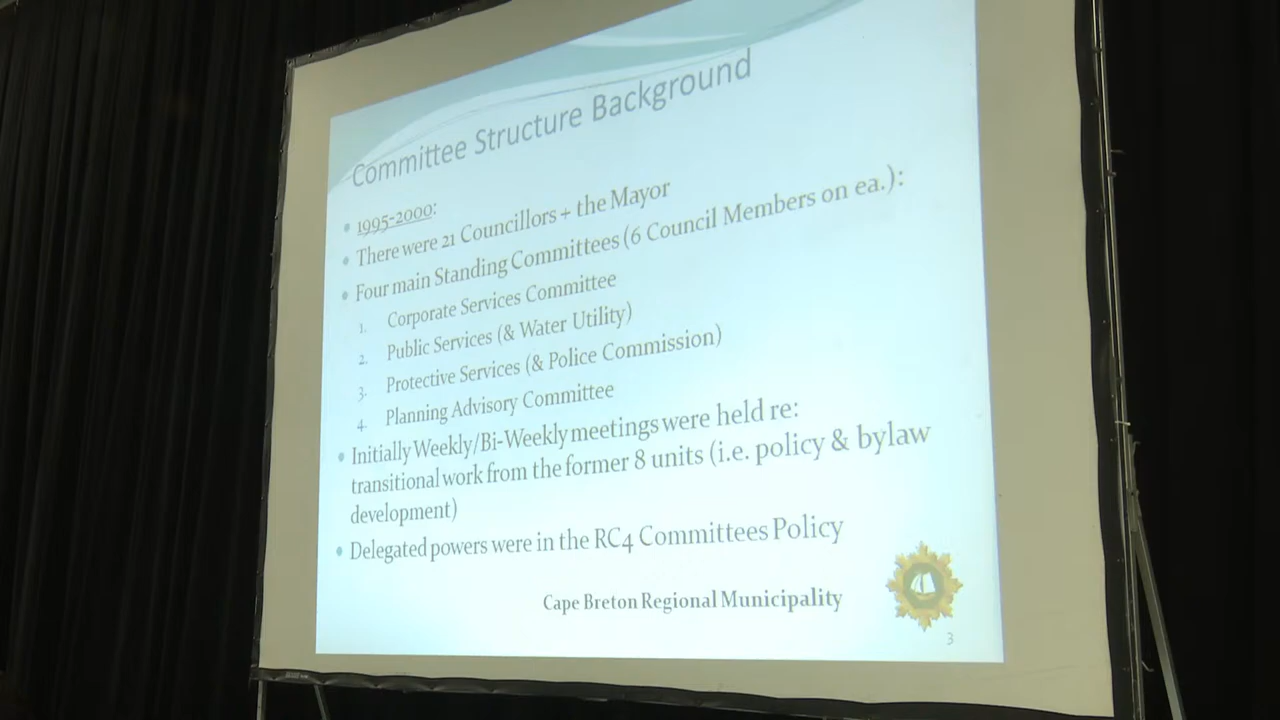 Committee Structure Background
• 1995-2000:
• There were 21 Councillors + the Mayor
• Four main Standing Committees (6 Council Members on ea.):
1. Corporate Services Committee
2. Public Services (& Water Utility)
3. Protective Services (& Police Commission)
4. Planning Advisory Committee
• Initially Weekly/Bi-Weekly meetings were held re:
transitional work from the former 8 units (i.e. policy & bylaw
development)
• Delegated powers were in the RC4 Committees Policy
Cape Breton Regional Municipality
3